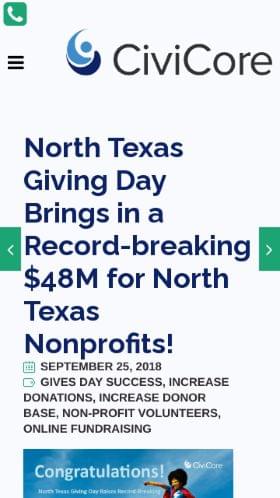 CiviCore
North Texas
Giving Day
Brings in a
Record-breaking
$48M for North
Texas
Nonprofits!
SEPTEMBER 25, 2018
GIVES DAY SUCCESS, INCREASE
DONATIONS, INCREASE DONOR
BASE, NON-PROFIT VOLUNTEERS,
ONLINE FUNDRAISING
CiviCore
Congratulations!
North Texas Giving Day Raises Record-Breaking